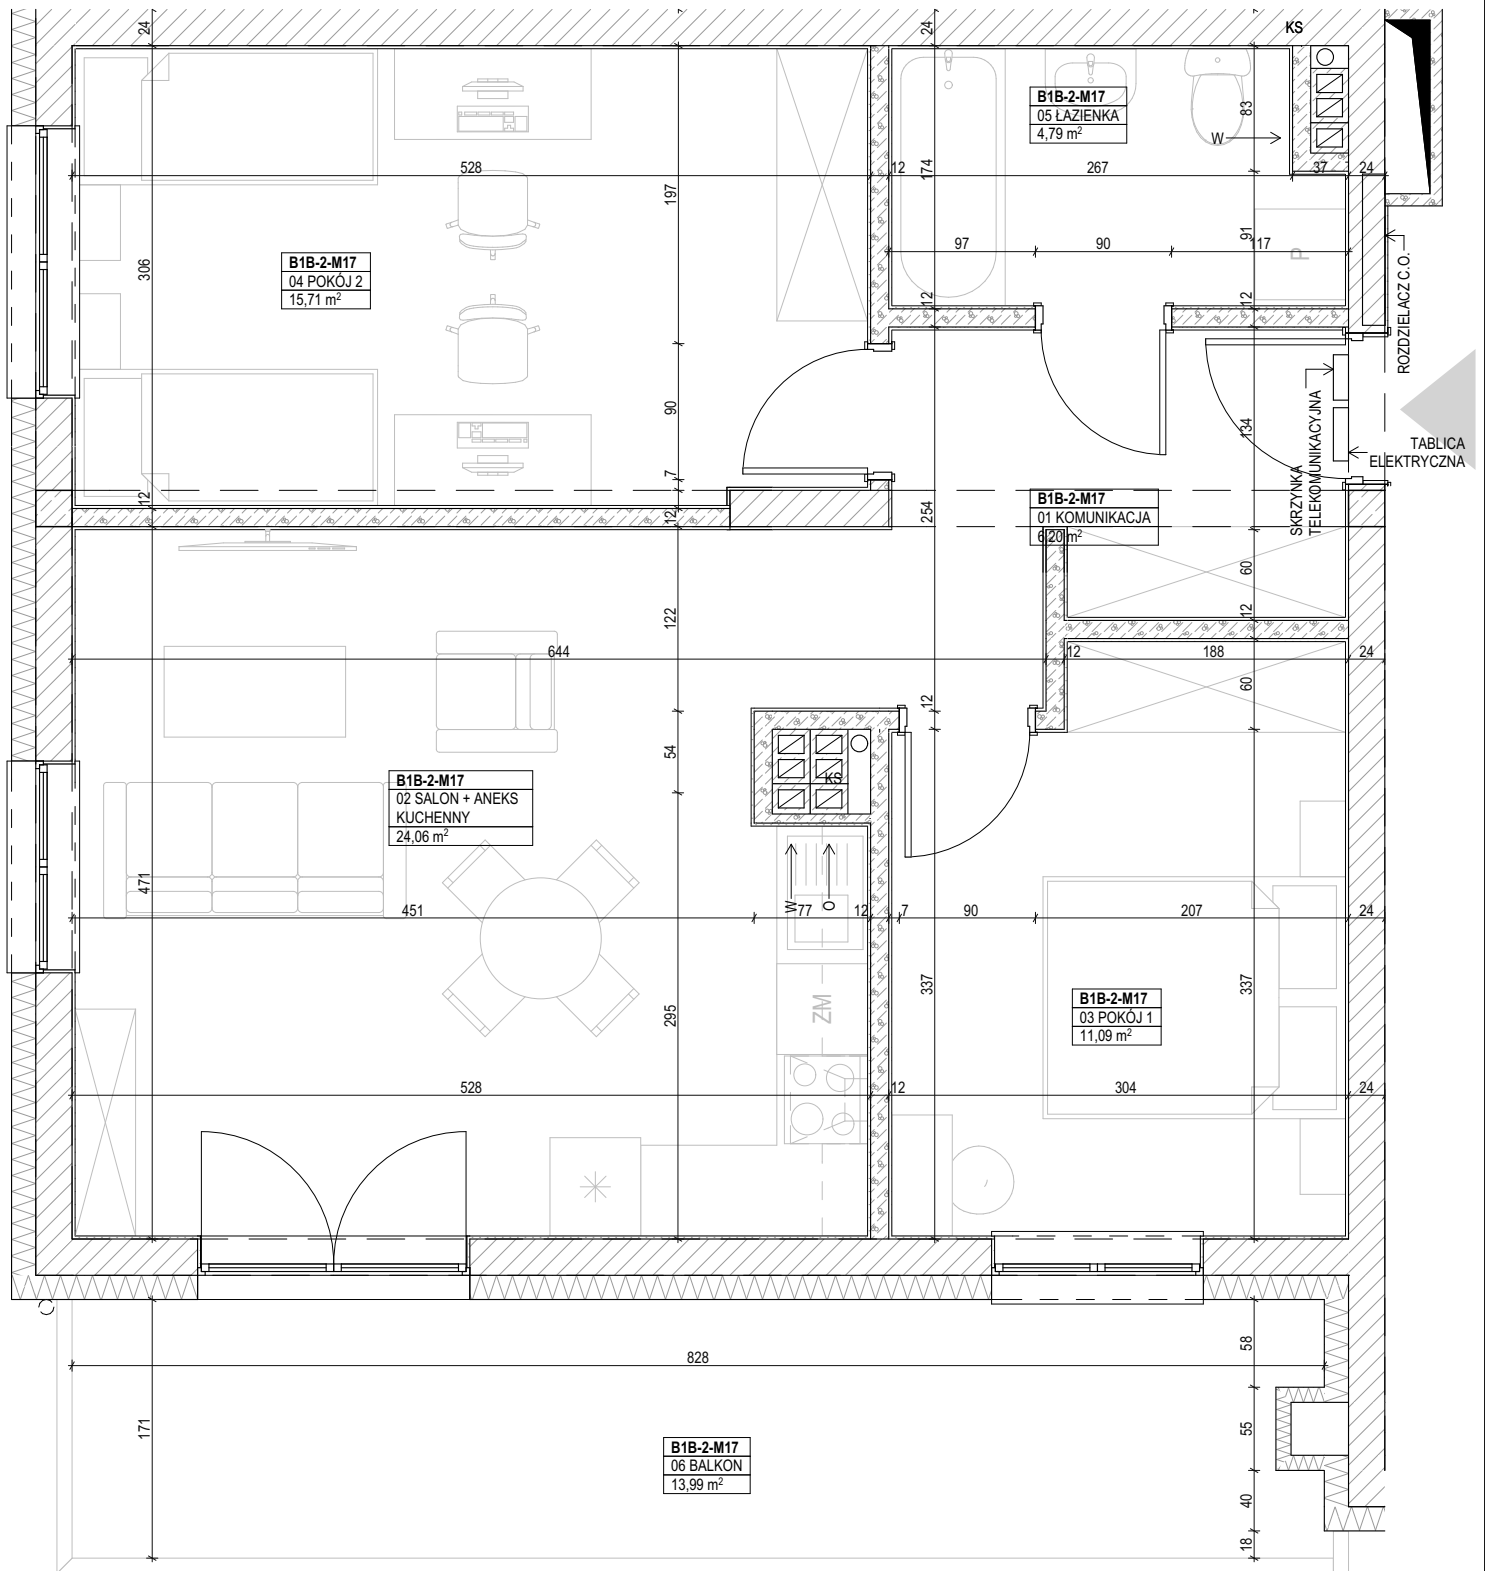 24
24
KS
B1B-2-M17
05 ŁAZIENKA
4,79 m²
83
W
528
12
174
267
37
24
197
97
90
117
91
B1B-2-M17
04 POKÓJ 2
15,71 m²
306
12
12
P
ROZDZIELACZ C.O.
SKRZYNKA
TELEKOMUNIKACYJNA
TABLICA
ELEKTRYCZNA
90
134
7
12
12
254
B1B-2-M17
01 KOMUNIKACJA
6,20 m²
60
12
122
644
12
188
24
60
12
54
KS
B1B-2-M17
02 SALON + ANEKS
KUCHENNY
24,06 m²
471
451
W
77
O
12
7
90
207
24
295
ZM
337
337
B1B-2-M17
03 POKÓJ 1
11,09 m²
528
12
304
24
828
58
171
55
B1B-2-M17
06 BALKON
13,99 m²
40
18